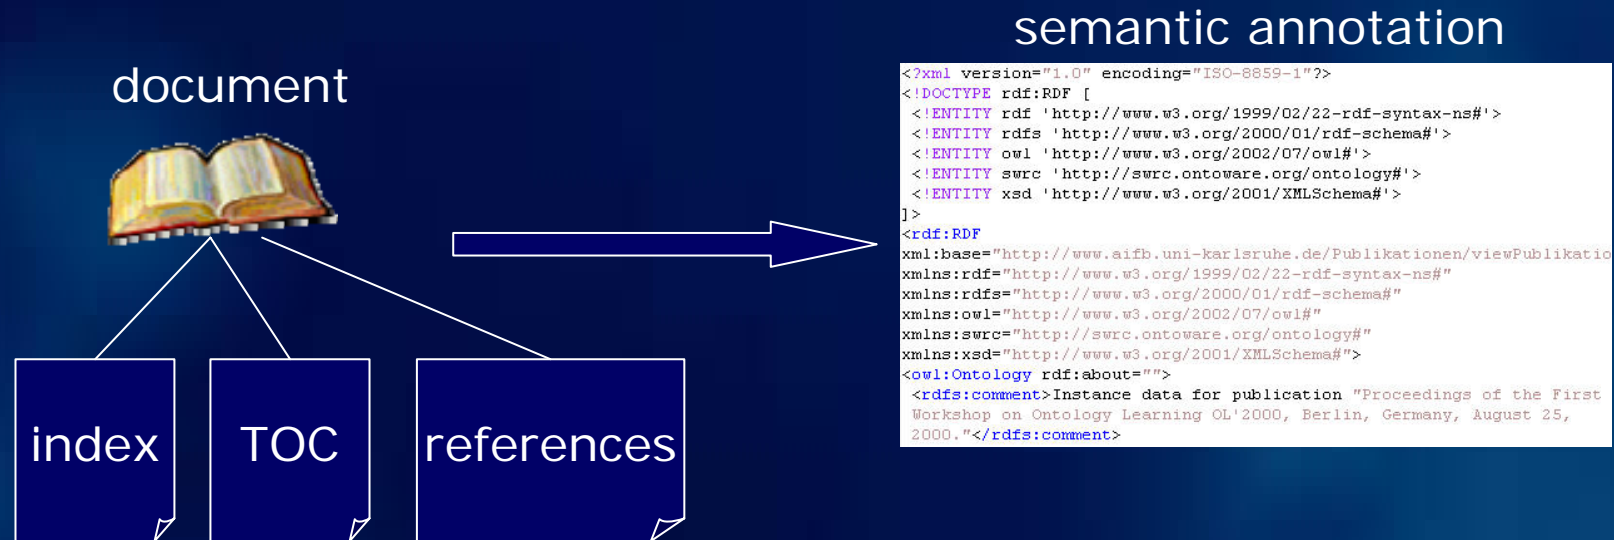 semantic annotation
document
<?xml version="1.0" encoding="ISO-8859-1"?>
<!DOCTYPE rdf:RDF [
<!ENTITY rdf 'http://www.w3.org/1999/02/22-rdf-syntax-ns#'>
<!ENTITY rdfs 'http://www.w3.org/2000/01/rdf-schema#'>
<!ENTITY owl 'http://www.w3.org/2002/07/owl#'>
<!ENTITY swrc 'http://swrc.ontoware.org/ontology#'>
<!ENTITY xsd 'http://www.w3.org/2001/XMLSchema#'>
]>
<rdf:RDF
xml:base="http://www.aifb.uni-karlsruhe.de/Publikationen/viewPublikatio
xmlns:rdf="http://www.w3.org/1999/02/22-rdf-syntax-ns#"
xmlns:rdfs="http://www.w3.org/2000/01/rdf-schema#"
xmlns:owl="http://www.w3.org/2002/07/owl#"
xmlns:swrc="http://swrc.ontoware.org/ontology#"
xmlns:xsd="http://www.w3.org/2001/XMLSchema#">
<owl:Ontology rdf:about="">
<rdfs:comment>Instance data for publication "Proceedings of the First
Workshop on Ontology Learning OL'2000, Berlin, Germany, August 25,
2000."</rdfs:comment>
index
TOC
references